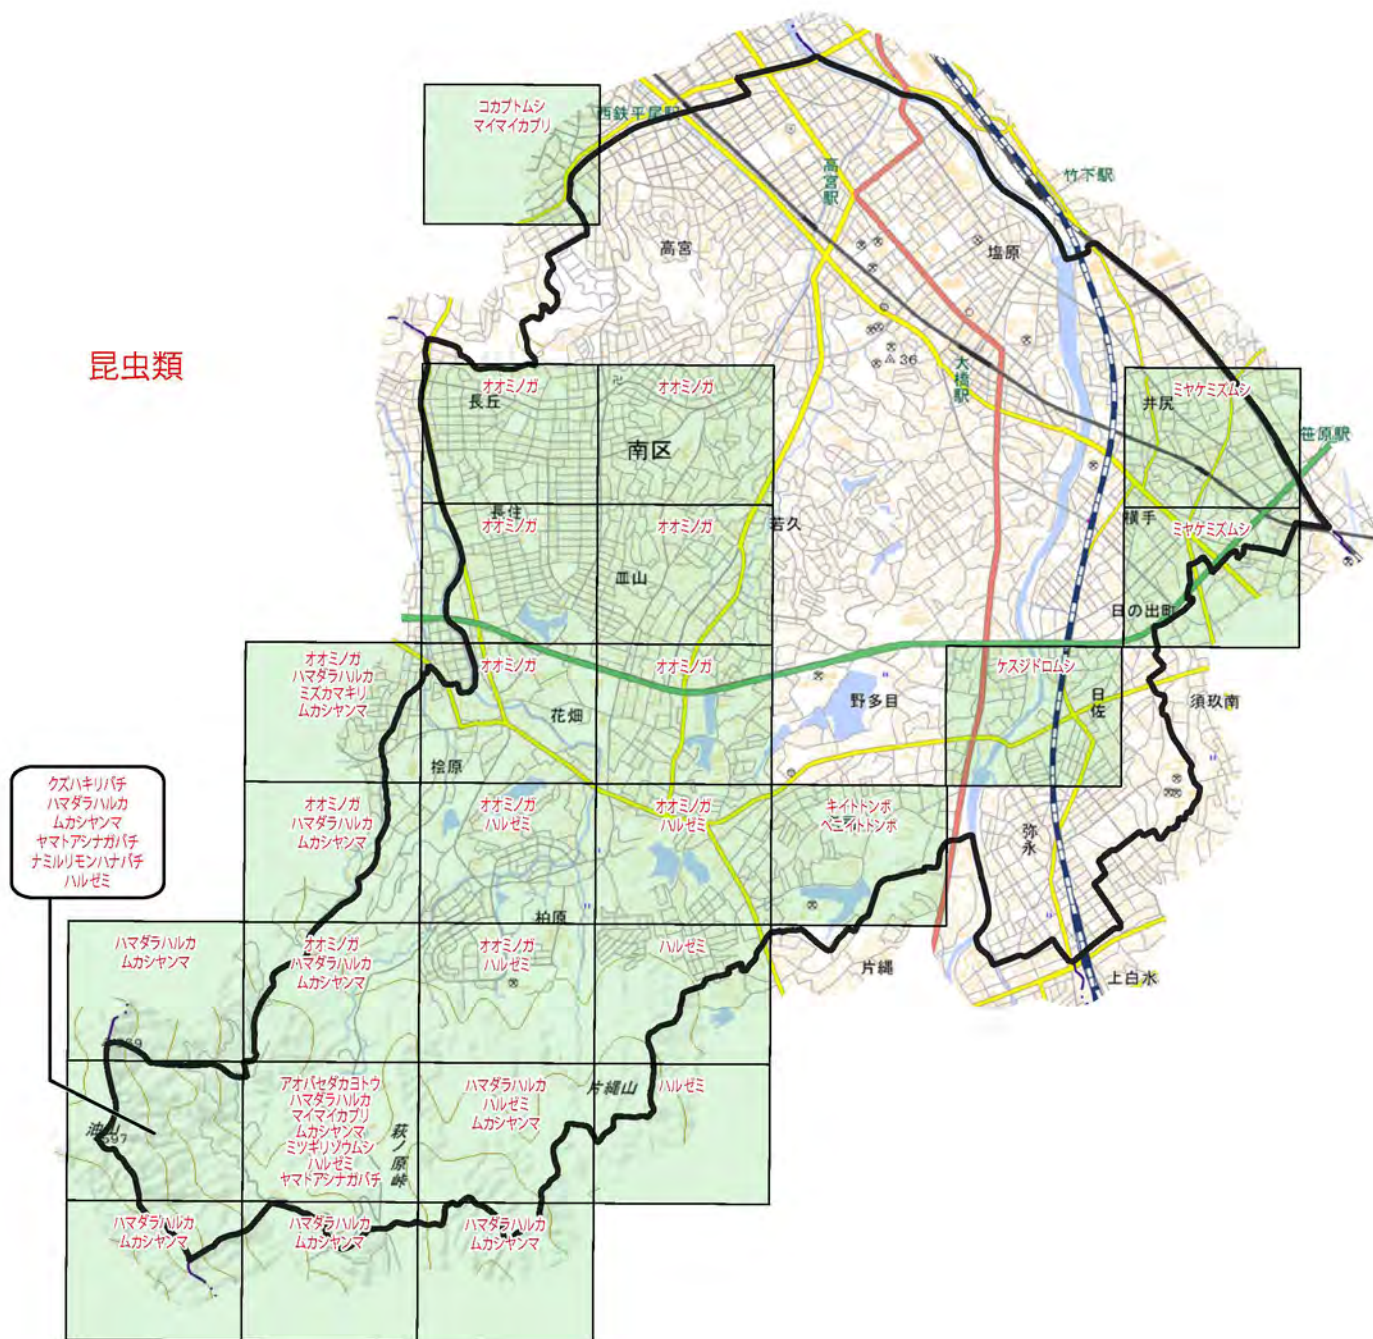 コカブトムシ
マイマイカブリ
西鉄平尾駅
高宮駅
竹下駅
高宮
塩原
昆虫類
大橋駅
36
オオミノガ
長丘
オオミノガ
南区
ミヤケミズムシ
井尻
笹原駅
オオミノガ
長住
オオミノガ
若久
皿山
横手
ミヤケミズムシ
日の出町
オオミノガ
ハマダラハルカ
ミズカマキリ
ムカシヤンマ
オオミノガ
オオミノガ
花畑
桧原
野多目
ケスジドロムシ
日佐
須玖南
クズハキリバチ
ハマダラハルカ
ムカシヤンマ
ヤマトアシナガバチ
ナミルリモンハナバチ
ハルゼミ
オオミノガ
ハマダラハルカ
ムカシヤンマ
オオミノガ
ハルゼミ
オオミノガ
ハルゼミ
キイトトンボ
ベニイトトンボ
弥永
柏原
ハマダラハルカ
ムカシヤンマ
オオミノガ
ハマダラハルカ
ムカシヤンマ
オオミノガ
ハルゼミ
ハルゼミ
片縄
上白水
アオバセダカヨトウ
ハマダラハルカ
マイマイカブリ
ムカシヤンマ
ミツギリゾウムシ
ハルゼミ
ヤマトアシナガバチ
萩ノ原峠
ハマダラハルカ
ハルゼミ
ムカシヤンマ
片縄山
ハルゼミ
油山
597
ハマダラハルカ
ムカシヤンマ
ハマダラハルカ
ムカシヤンマ
ハマダラハルカ
ムカシヤンマ